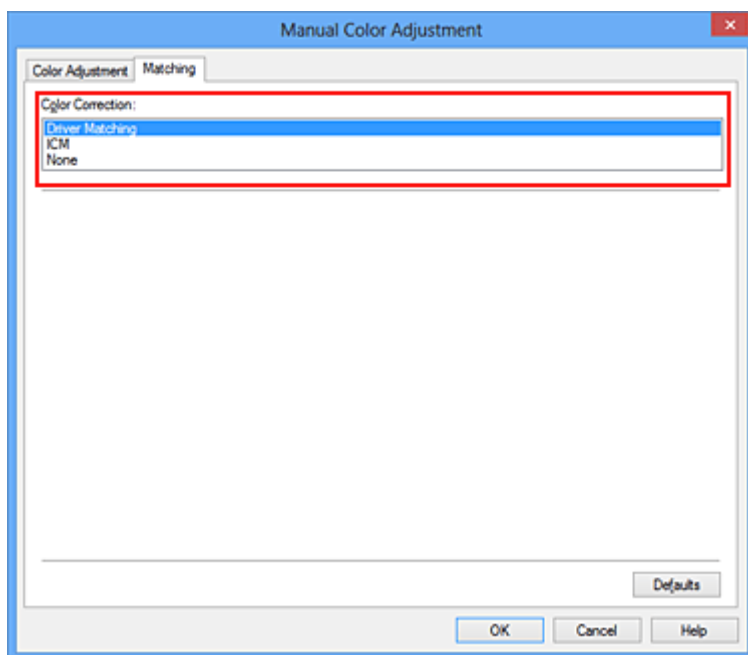 Manual Color Adjustment
Color Adjustment Matching
Color Correction:
Driver Matching
ICM
None
Defaults
OK Cancel Help